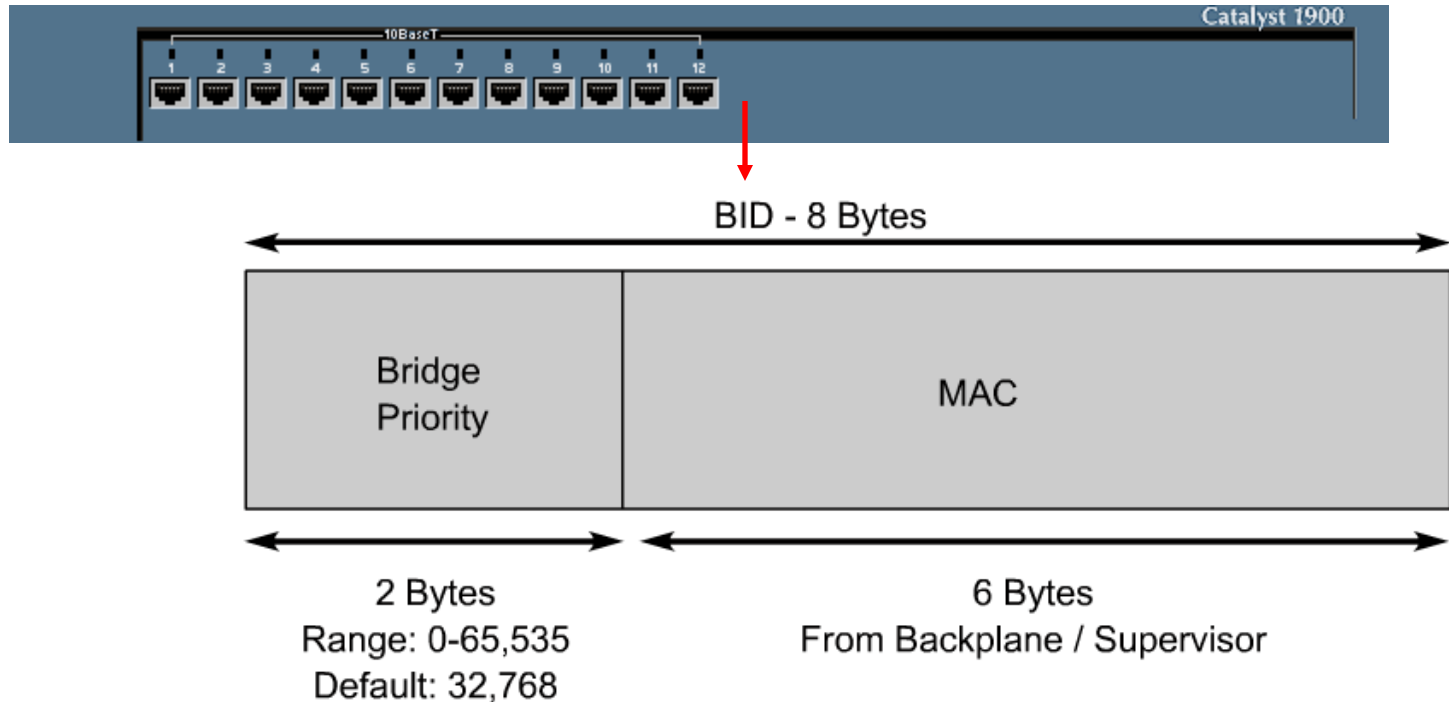 Catalyst 1900
10BaseT
1 2 3 4 5 6 7 8 9 10 11 12
BID - 8 Bytes
Bridge
Priority
MAC
2 Bytes
Range: 0-65,535
Default: 32,768
6 Bytes
From Backplane / Supervisor